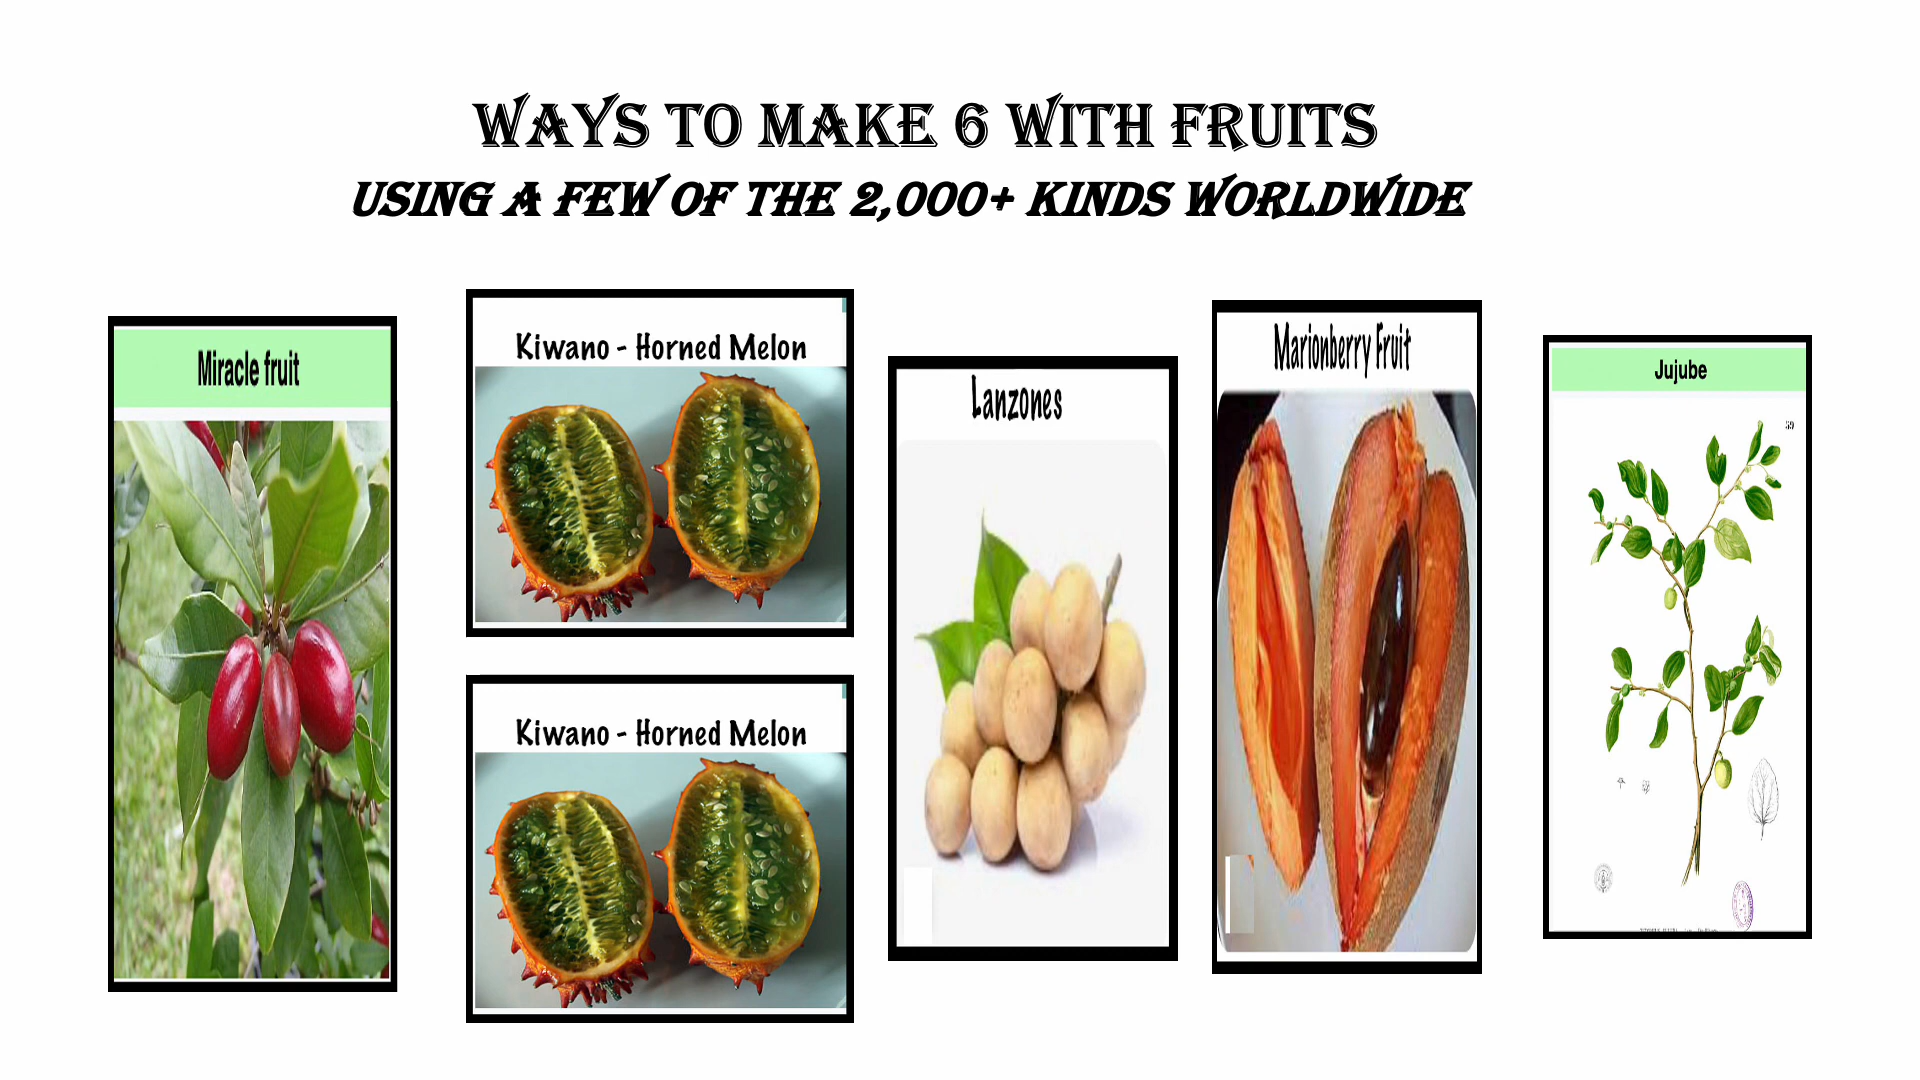 WAYS TO MAKE 6 WITH FRUITS
USING A FEW OF THE 2,000+ KINDS WORLDWIDE
Miracle fruit
Kiwano - Horned Melon
Kiwano - Horned Melon
Lanzones
Marionberry Fruit
Jujube
59